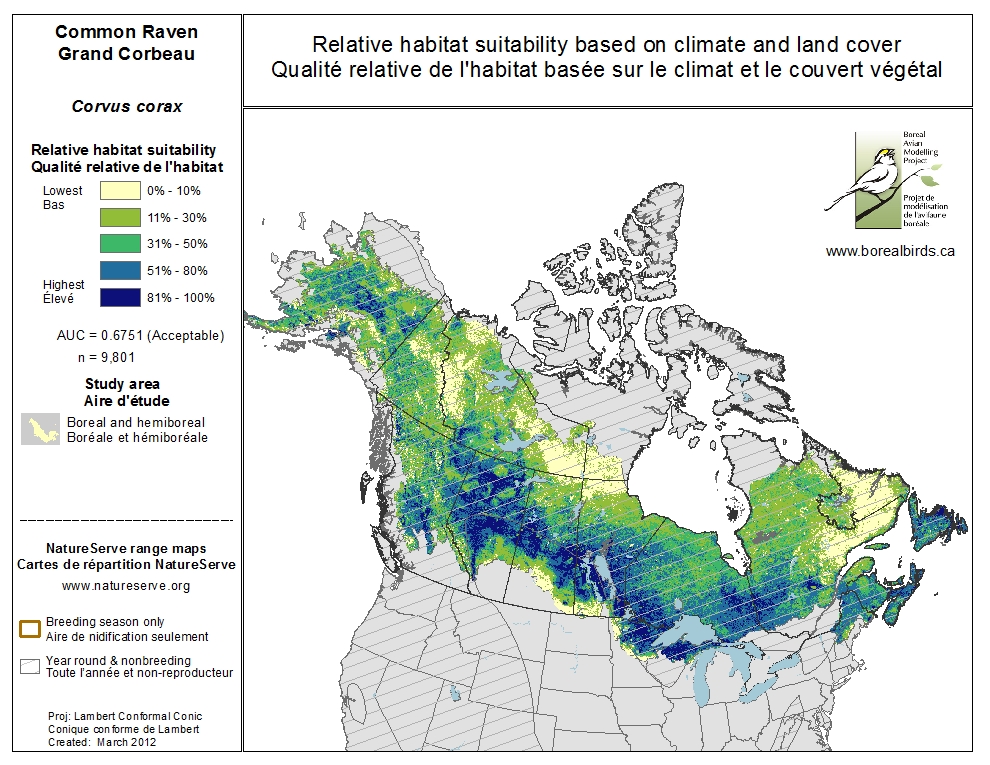 Common Raven
Grand Corbeau
Corvus corax
Relative habitat suitability
Qualité relative de l'habitat
Lowest
Bas
0% - 10%
11% - 30%
31% - 50%
51% - 80%
Highest
Élevé
81% - 100%
AUC = 0.6751 (Acceptable)
n = 9,801
Study area
Aire d'étude
Boreal and hemiboreal
Boréale et hémiboréale
NatureServe range maps
Cartes de répartition NatureServe
www.natureserve.org
Breeding season only
Aire de nidification seulement
Year round & nonbreeding
Toute l'année et non-reproducteur
Proj: Lambert Conformal Conic
Conique conforme de Lambert
Created: March 2012
Relative habitat suitability based on climate and land cover
Qualité relative de l'habitat basée sur le climat et le couvert végétal
Boreal
Avian
Modelling
Project
Projet de
modélisation
de l'avifaune
boréale
www.borealbirds.ca